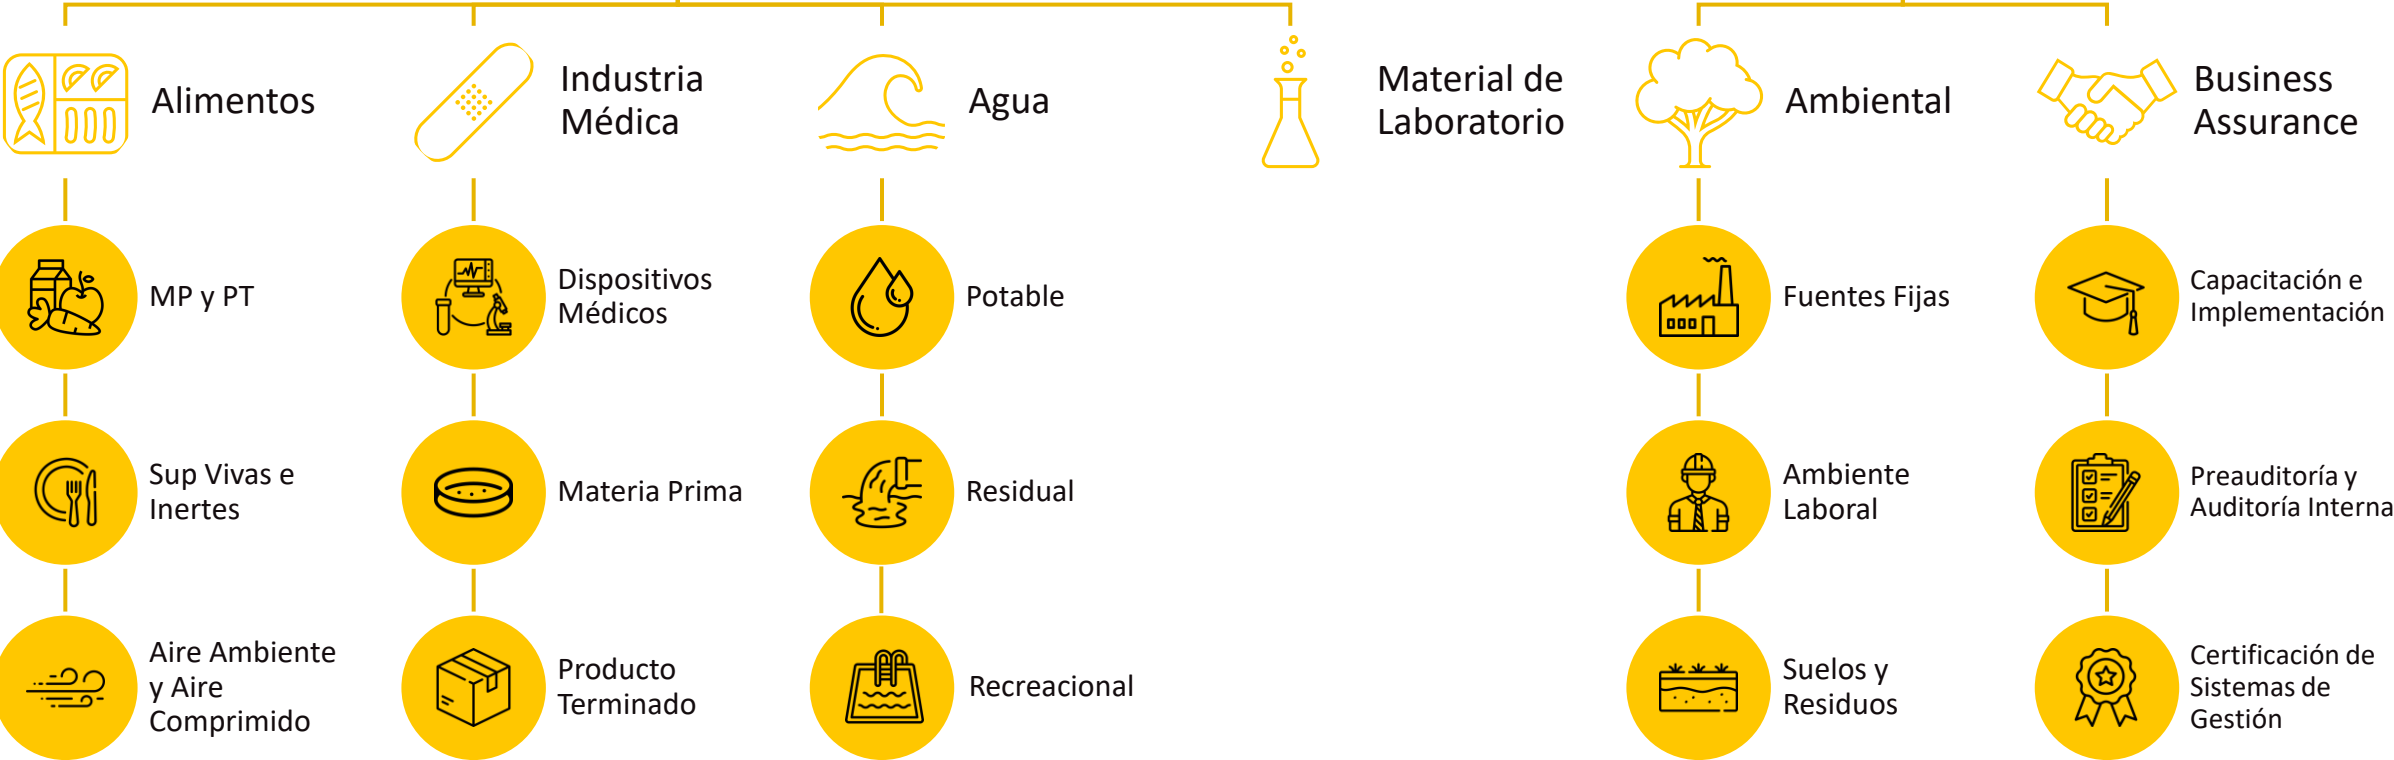 Alimentos
MP y PT
Sup Vivas e
Inertes
Aire Ambiente
y Aire
Comprimido
Industria
Médica
Dispositivos
Médicos
Materia Prima
Producto
Terminado
Agua
Potable
Residual
Recreacional
Material de
Laboratorio
Ambiental
Fuentes Fijas
Ambiente
Laboral
Suelos y
Residuos
Business
Assurance
Capacitación e
Implementación
Preauditoría y
Auditoría Interna
Certificación de
Sistemas de
Gestión